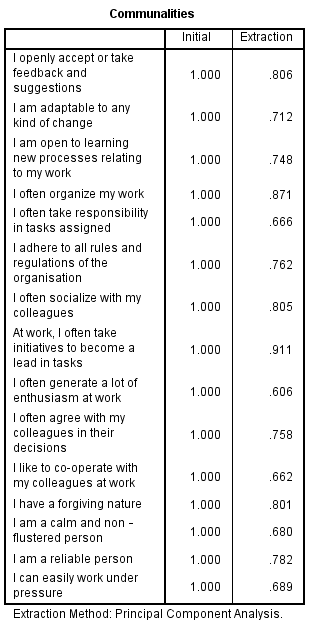 Communalities
Initial Extraction
I openly accept or take
feedback and
suggestions 1.000 .806
I am adaptable to any
kind of change 1.000 .712
I am open to learning
new processes relating
to my work 1.000 .748
I often organize my work 1.000 .871
I often take responsibility
in tasks assigned 1.000 .666
I adhere to all rules and
regulations of the
organisation 1.000 .762
I often socialize with my
colleagues 1.000 .805
At work, I often take
initiatives to become a
lead in tasks 1.000 .911
I often generate a lot of
enthusiasm at work 1.000 .606
I often agree with my
colleagues in their
decisions 1.000 .758
I like to co-operate with
my colleagues at work 1.000 .662
I have a forgiving nature 1.000 .801
I am a calm and non –
flustered person 1.000 .680
I am a reliable person 1.000 .782
I can easily work under
pressure 1.000 .689
Extraction Method: Principal Component Analysis.